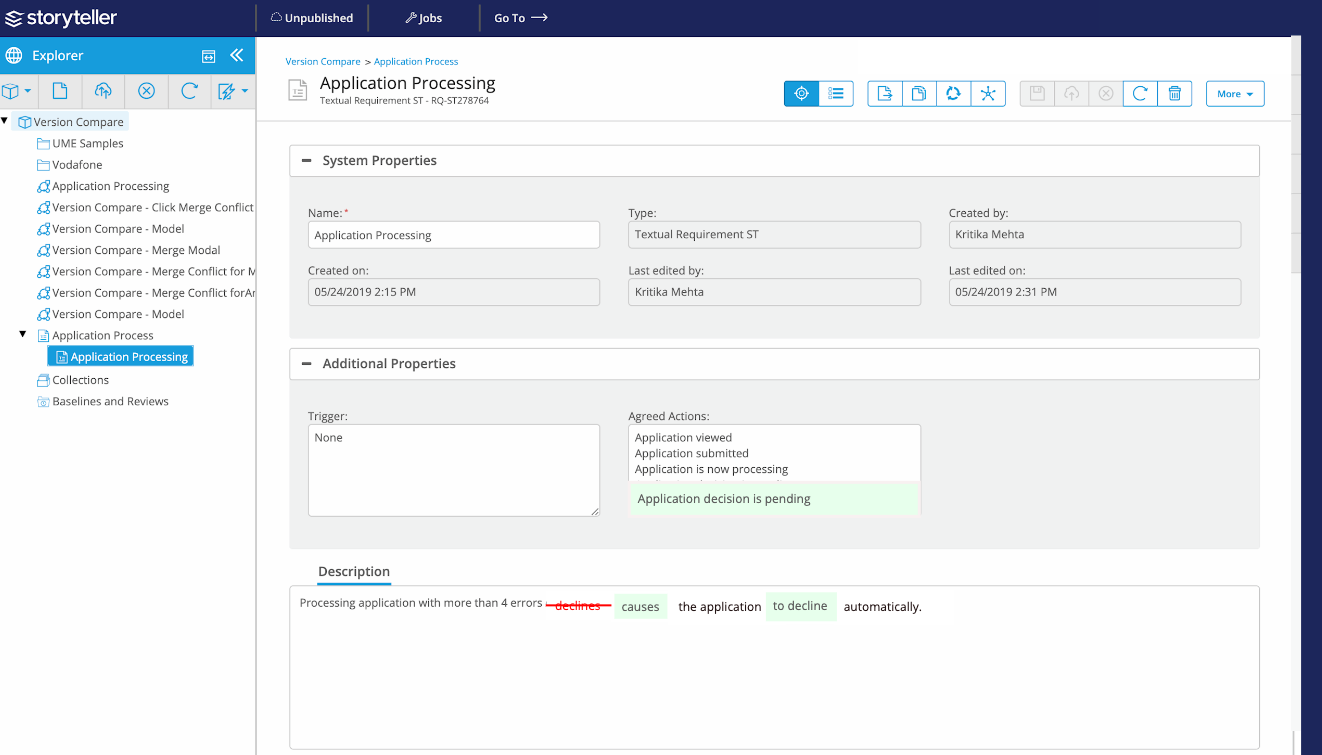 storyteller
Unpublished
Jobs
Go To
Explorer
Version Compare
UME Samples
Vodafone
Application Processing
Version Compare - Click Merge Conflict
Version Compare - Model
Version Compare - Merge Modal
Version Compare - Merge Conflict for M
Version Compare - Merge Conflict forAr
Version Compare - Model
Application Process
Application Processing
Collections
Baselines and Reviews
Version Compare > Application Process
Application Processing
Textual Requirement ST - RQ-ST278764
More
System Properties
Name:* Type: Created by:
Application Processing Textual Requirement ST Kritika Mehta
Created on: Last edited by: Last edited on:
05/24/2019 2:15 PM Kritika Mehta 05/24/2019 2:31 PM
Additional Properties
Trigger: Agreed Actions:
None
Application viewed
Application submitted
Application is now processing
Application decision is pending
Description
Processing application with more than 4 errors declines causes the application to decline automatically.